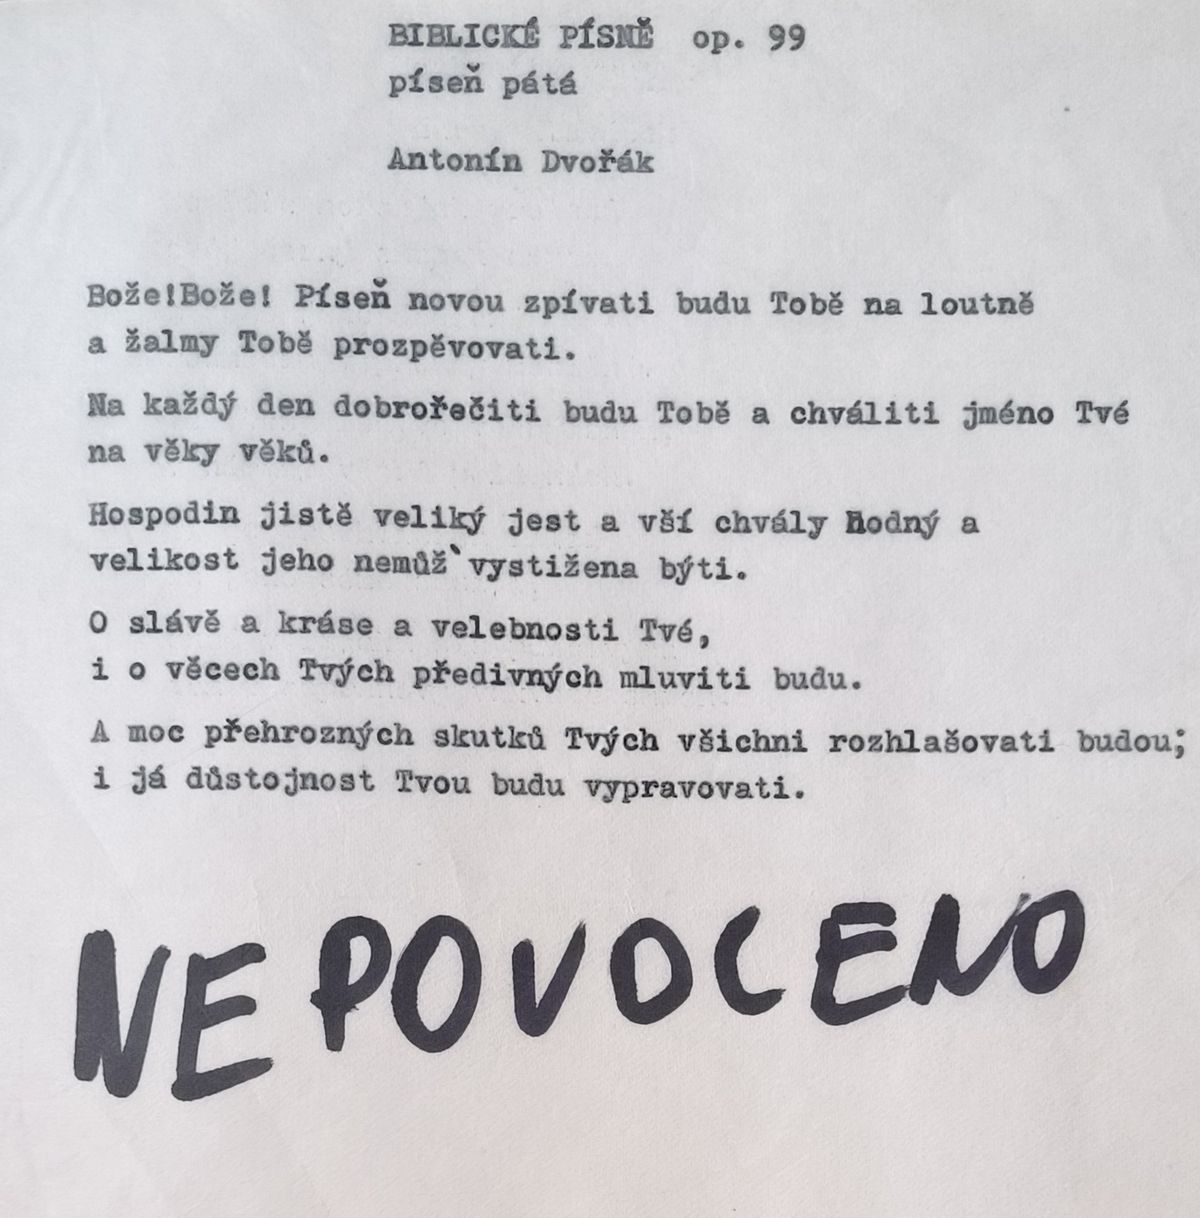 BIBLICKÉ PÍSNĚ op. 99
píseň pátá
Antonín Dvořák
Bože!Bože! Píseň novou zpívati budu Tobě na loutně
a žalmy Tobě prozpěvovati.
Na každý den dobrořečiti budu Tobě a chváliti jméno Tvé
na věky věků.
Hospodin jistě veliký jest a vší chvály hodný a
velikost jeho nemůž`vystižena býti.
O slávě a kráse a velebnosti Tvé,
i o věcech Tvých předivných mluviti budu.
A moc přehrozných skutků Tvých všichni rozhlašovati budou;
i já důstojnost Tvou budu vypravovati.
NEPOVOLENO